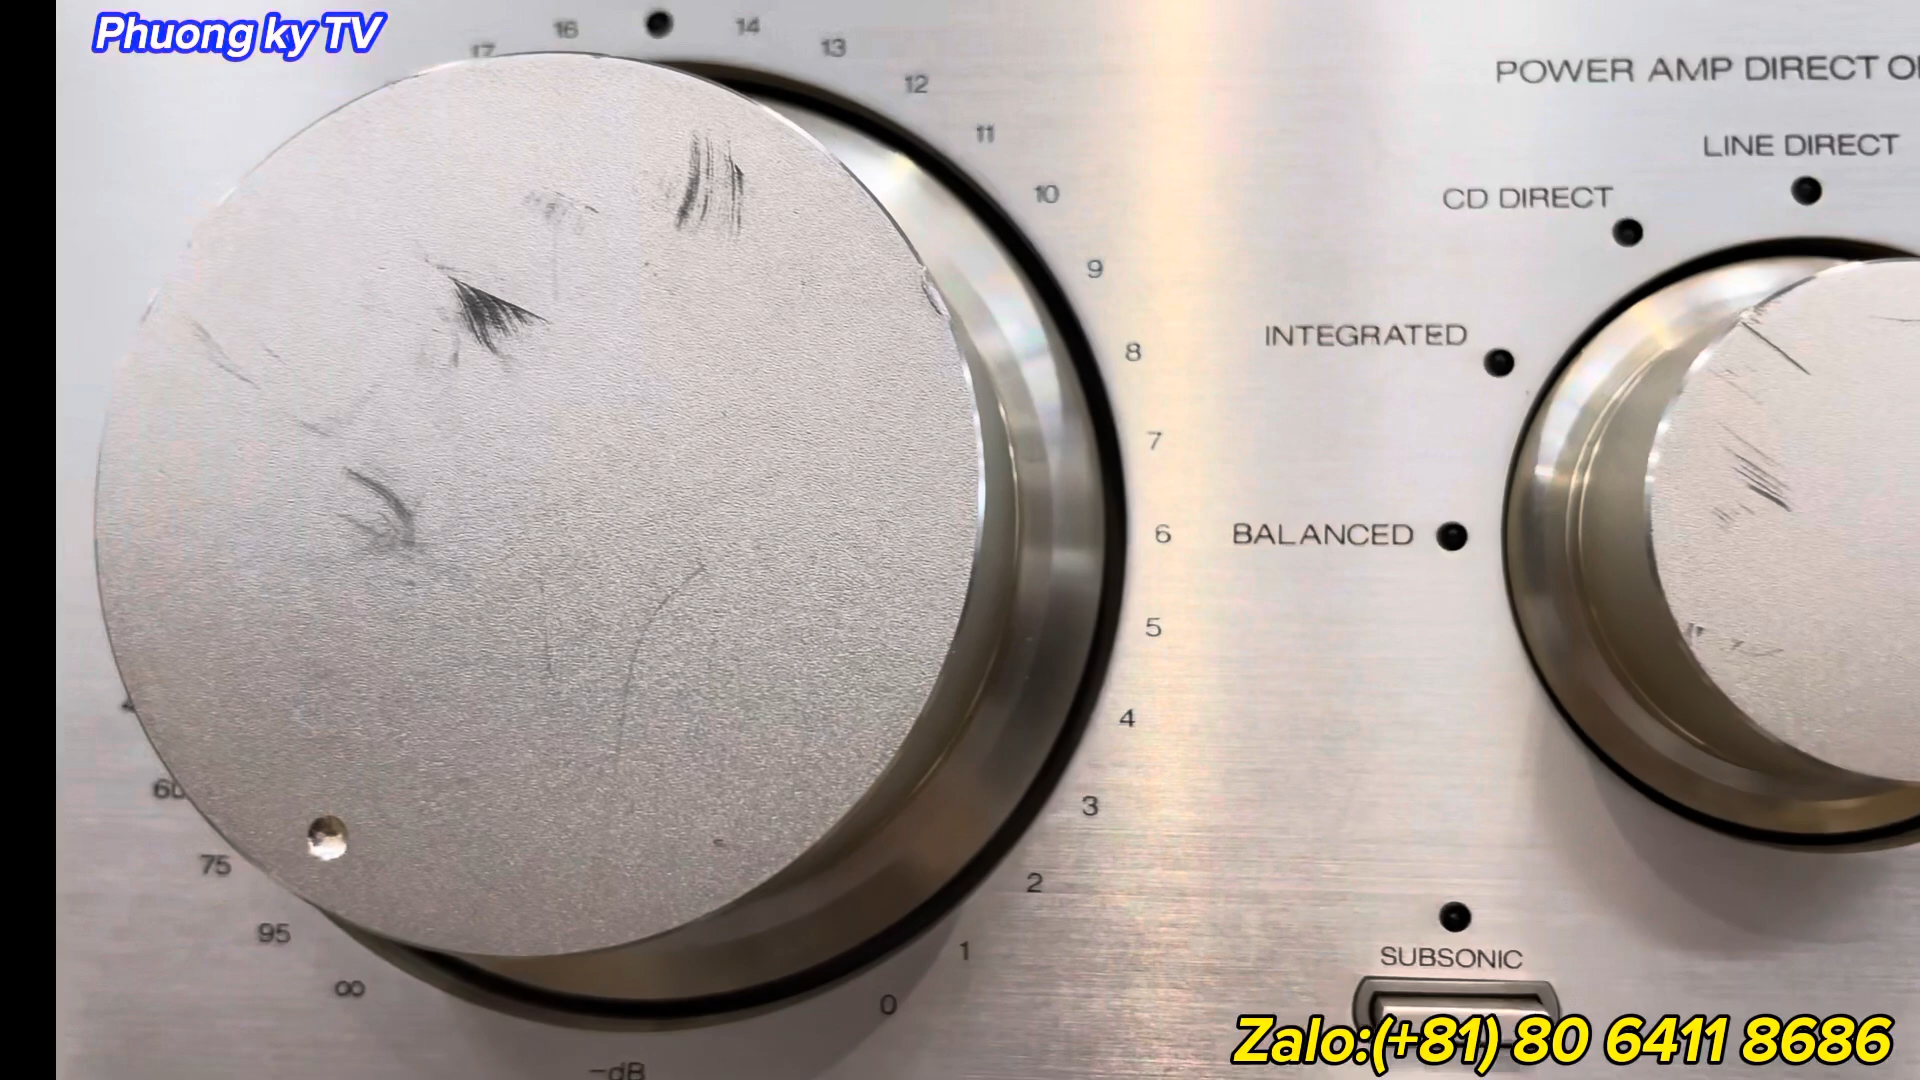 Phuong ky TV
17
16
14
13
12
11
10
9
8
7
6
5
4
3
2
1
0
60
75
95
∞
-dB
POWER AMP DIRECT
LINE DIRECT
CD DIRECT
INTEGRATED
BALANCED
SUBSONIC
Zalo:(+81) 80 6411 8686